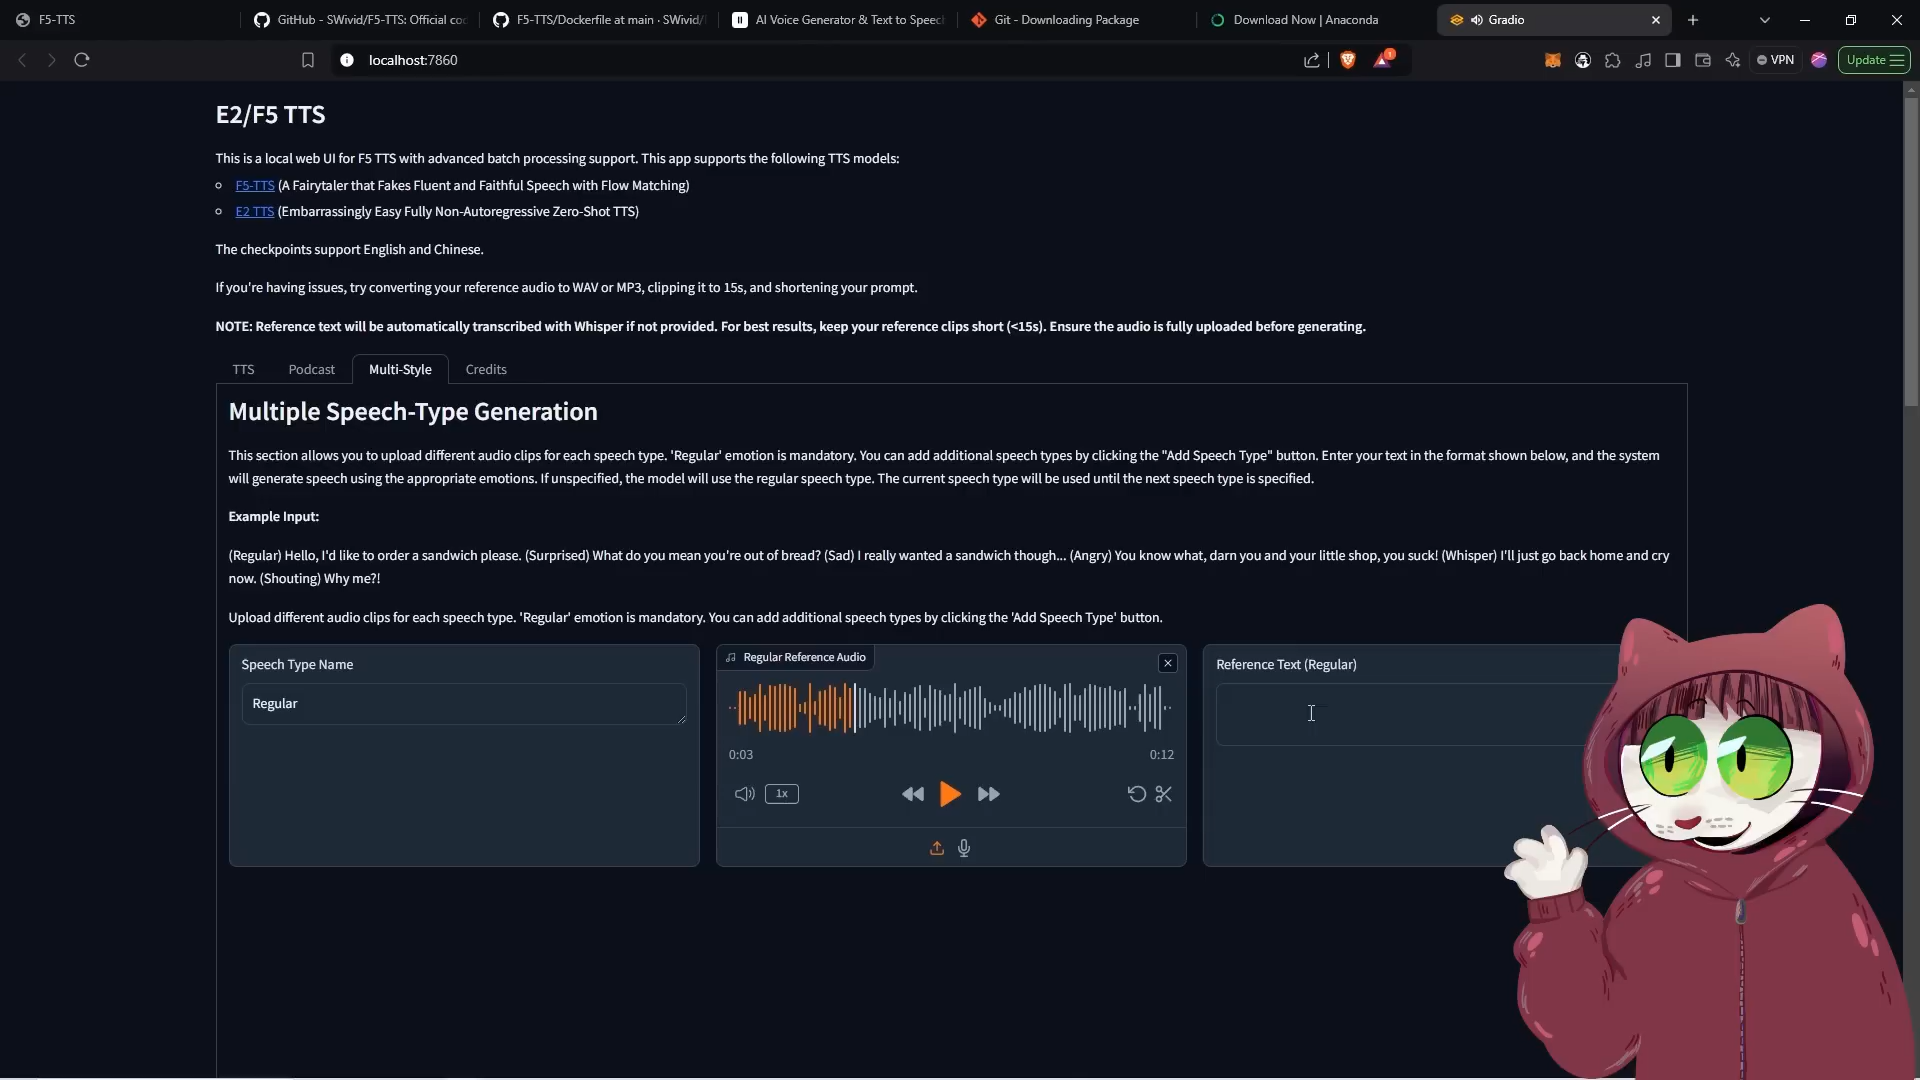 F5-TTS
GitHub - SWivid/F5-TTS: Official co
F5-TTS/Dockerfile at main · SWivid/
AI Voice Generator & Text to Speech
Git - Downloading Package
Download Now | Anaconda
Gradio
localhost:7860
1
VPN
Update
E2/F5 TTS
This is a local web UI for F5 TTS with advanced batch processing support. This app supports the following TTS models:
F5-TTS (A Fairytaler that Fakes Fluent and Faithful Speech with Flow Matching)
E2 TTS (Embarrassingly Easy Fully Non-Autoregressive Zero-Shot TTS)
The checkpoints support English and Chinese.
If you're having issues, try converting your reference audio to WAV or MP3, clipping it to 15s, and shortening your prompt.
NOTE: Reference text will be automatically transcribed with Whisper if not provided. For best results, keep your reference clips short (<15s). Ensure the audio is fully uploaded before generating.
TTS
Podcast
Multi-Style
Credits
Multiple Speech-Type Generation
This section allows you to upload different audio clips for each speech type. 'Regular' emotion is mandatory. You can add additional speech types by clicking the "Add Speech Type" button. Enter your text in the format shown below, and the system
will generate speech using the appropriate emotions. If unspecified, the model will use the regular speech type. The current speech type will be used until the next speech type is specified.
Example Input:
(Regular) Hello, I'd like to order a sandwich please. (Surprised) What do you mean you're out of bread? (Sad) I really wanted a sandwich though... (Angry) You know what, darn you and your little shop, you suck! (Whisper) I'll just go back home and cry
now. (Shouting) Why me?!
Upload different audio clips for each speech type. 'Regular' emotion is mandatory. You can add additional speech types by clicking the 'Add Speech Type' button.
Speech Type Name
Regular
Regular Reference Audio
0:03
0:12
1x
Reference Text (Regular)